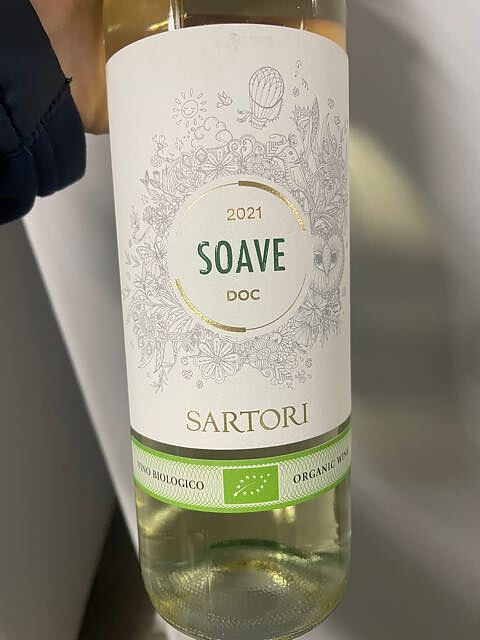 2021
SOAVE
DOC
SARTORI
VINO BIOLOGICO
ORGANIC WINE